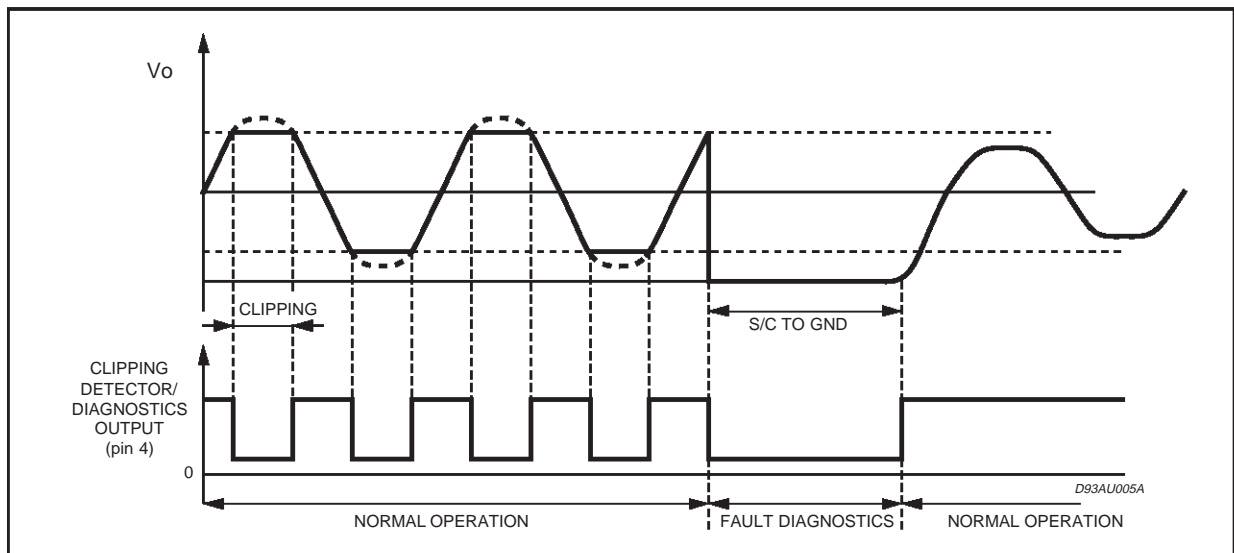 Vo
CLIPPING
S/C TO GND
CLIPPING
DETECTOR/
DIAGNOSTICS
OUTPUT
(pin 4)
0
D93AU005A
NORMAL OPERATION
FAULT DIAGNOSTICS
NORMAL OPERATION